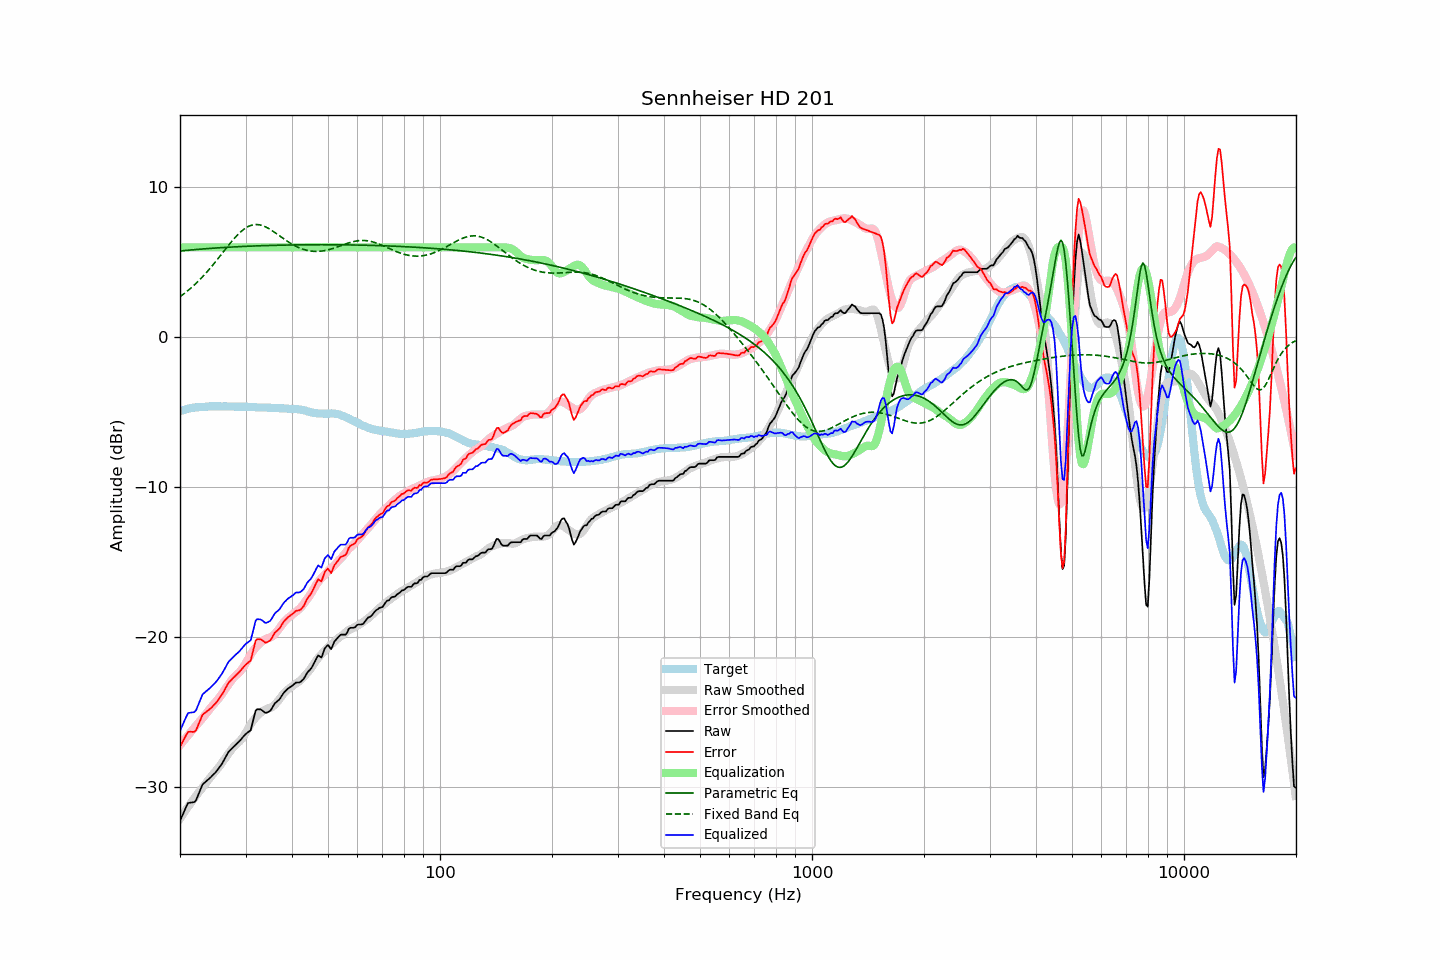 Sennheiser HD 201
Amplitude (dBr)
10
0
−10
−20
−30
Target
Raw Smoothed
Error Smoothed
Raw
Error
Equalization
Parametric Eq
Fixed Band Eq
Equalized
100
1000
10000
Frequency (Hz)